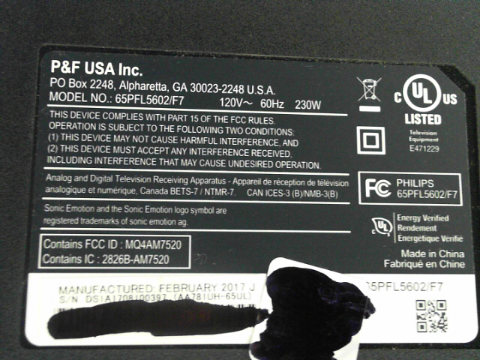 P&F USA Inc.
PO Box 2248, Alpharetta, GA 30023-2248 U.S.A.
MODEL NO.: 65PFL5602/F7 120V~ 60Hz 230W
THIS DEVICE COMPLIES WITH PART 15 OF THE FCC RULES.
OPERATION IS SUBJECT TO THE FOLLOWING TWO CONDITIONS:
(1) THIS DEVICE MAY NOT CAUSE HARMFUL INTERFERENCE, AND
(2) THIS DEVICE MUST ACCEPT ANY INTERFERENCE RECEIVED,
INCLUDING INTERFERENCE THAT MAY CAUSE UNDESIRED OPERATION.
Analog and Digital Television Receiving Apparatus - Appareil de réception de télévision
analogique et numérique, Canada BETS-7 / NTMR-7. CAN ICES-3 (B)/NMB-3(B)
Sonic Emotion and the Sonic Emotion logo symbol are
registered trademarks of sonic emotion ag.
Contains FCC ID : MQ4AM7520
Contains IC : 2826B-AM7520
C UL US
LISTED
Television
Equipment
E471229
FC PHILIPS
65PFL5602/F7
UL Energy Verified
Rendement
Énergétique Vérifié
Made in China
Fabriqué en Chine
MANUFACTURED: FEBRUARY 2017 J
65PFL5602/F7
S/N